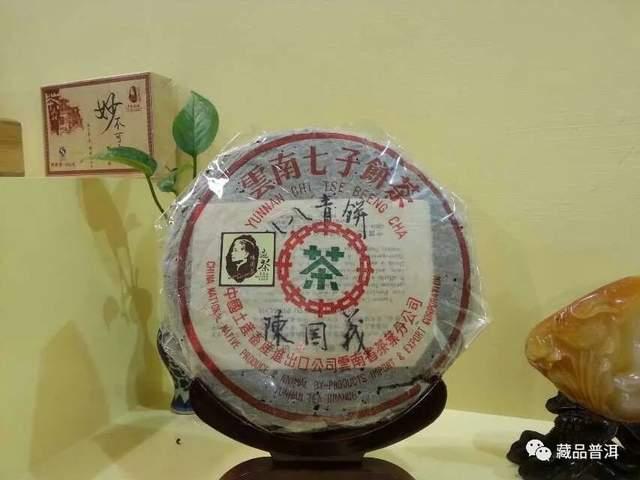 妙不可
雲南七子餅茶
YUNNAN CHI TSE BEENG CHA
八八青餅
茶
陳国義
中國土產畜產進出口公司雲南省茶葉分公司
CHINA NATIONAL NATIVE PRODUCE & ANIMAL BY-PRODUCTS IMPORT & EXPORT CORPORATION
YUNNAN TEA BRANCH
藏品普洱